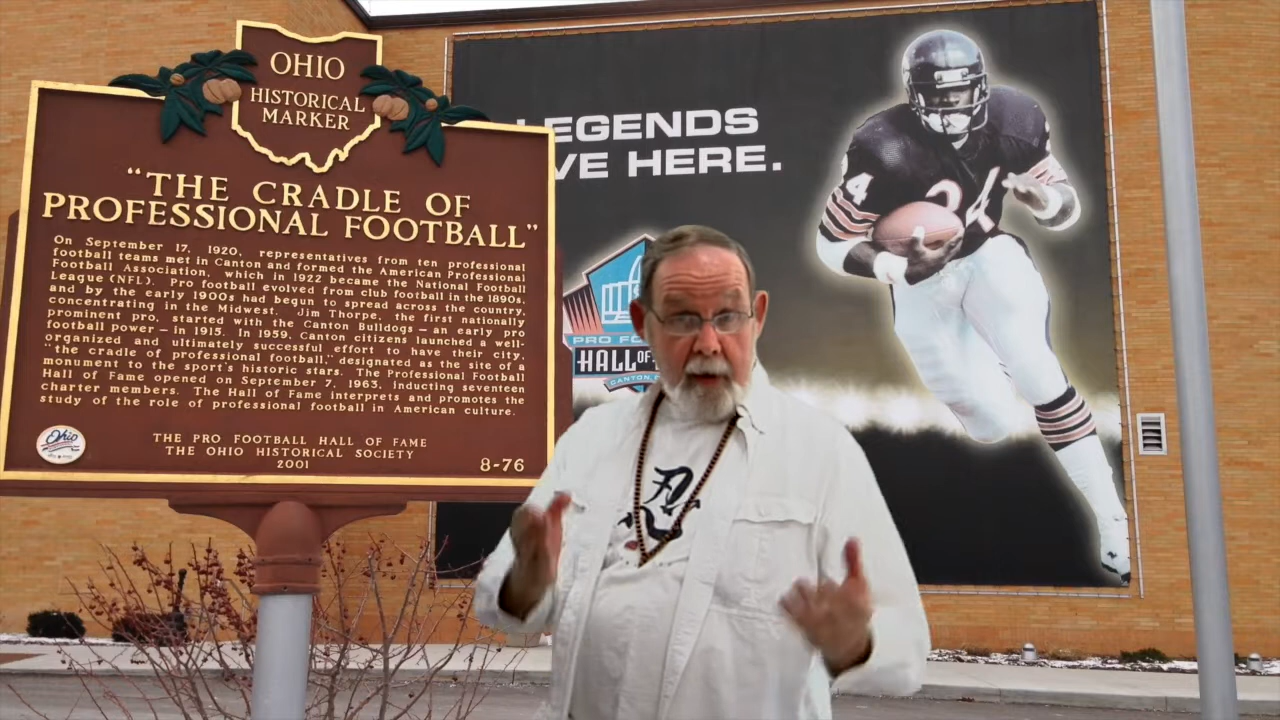 OHIO
HISTORICAL
MARKER
"THE CRADLE OF
PROFESSIONAL FOOTBALL"
On September 17, 1920, representatives from ten professional
football teams met in Canton and formed the American Professional
Football Association, which in 1922 became the National Football
League (NFL). Pro football evolved from club football in the 1890s,
and by the early 1900s had begun to spread across the country,
concentrating in the Midwest. Jim Thorpe, the first nationally
prominent pro, started with the Canton Bulldogs — an early pro
football power — in 1915. In 1959, Canton citizens launched a well-
organized and ultimately successful effort to have their city,
"the cradle of professional football," designated as the site of a
monument to the sport's historic stars. The Professional Football
Hall of Fame opened on September 7, 1963, inducting seventeen
charter members. The Hall of Fame interprets and promotes the
study of the role of professional football in American culture.
Ohio
THE PRO FOOTBALL HALL OF FAME
THE OHIO HISTORICAL SOCIETY
2001
8-76
LEGENDS
VE HERE.
PRO FO
HALL OF
CANTON, O
4
34